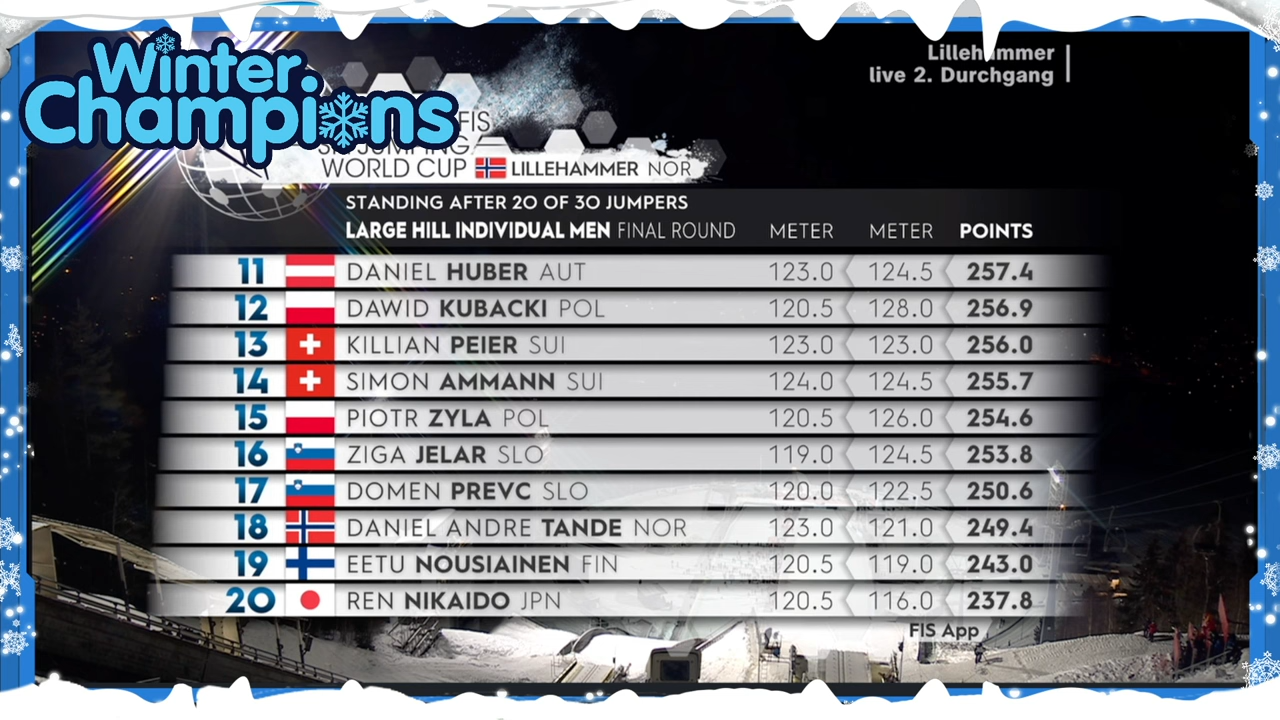 Winter
Champions
Lillehammer
live 2. Durchgang
FIS
WORLD CUP LILLEHAMMER NOR
STANDING AFTER 20 OF 30 JUMPERS
LARGE HILL INDIVIDUAL MEN FINAL ROUND METER METER POINTS
11 DANIEL HUBER AUT 123.0 124.5 257.4
12 DAWID KUBACKI POL 120.5 128.0 256.9
13 KILLIAN PEIER SUI 123.0 123.0 256.0
14 SIMON AMMANN SUI 124.0 124.5 255.7
15 PIOTR ZYLA POL 120.5 126.0 254.6
16 ZIGA JELAR SLO 119.0 124.5 253.8
17 DOMEN PREVC SLO 120.0 122.5 250.6
18 DANIEL ANDRE TANDE NOR 123.0 121.0 249.4
19 EETU NOUSIAINEN FIN 120.5 119.0 243.0
20 REN NIKAIDO JPN 120.5 116.0 237.8
FIS App